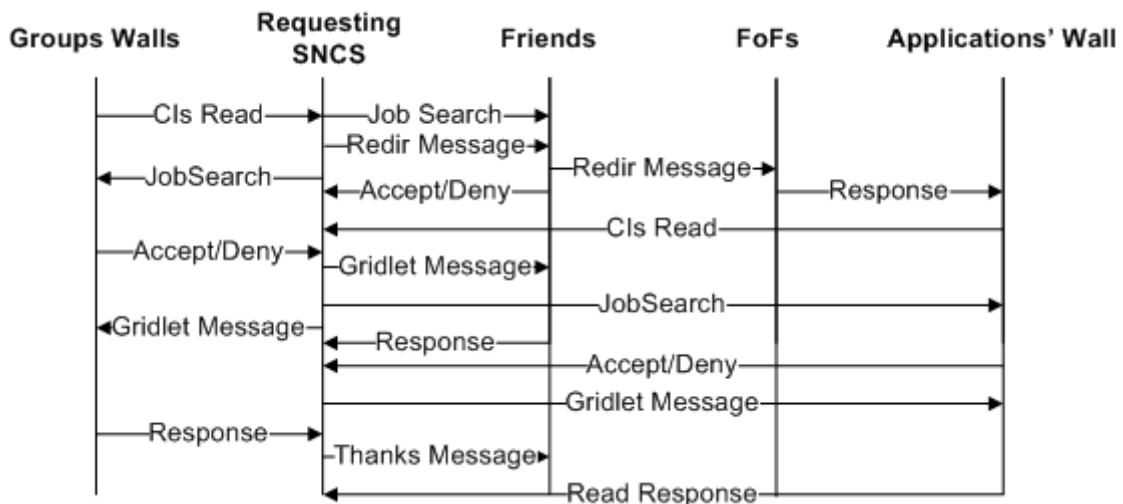 Groups Walls
Requesting
SNCS
Friends
FoFs
Applications' Wall
CIs Read
Job Search
Redir Message
Redir Message
JobSearch
Accept/Deny
Response
CIs Read
Accept/Deny
Gridlet Message
JobSearch
Gridlet Message
Response
Accept/Deny
Gridlet Message
Response
Thanks Message
Read Response